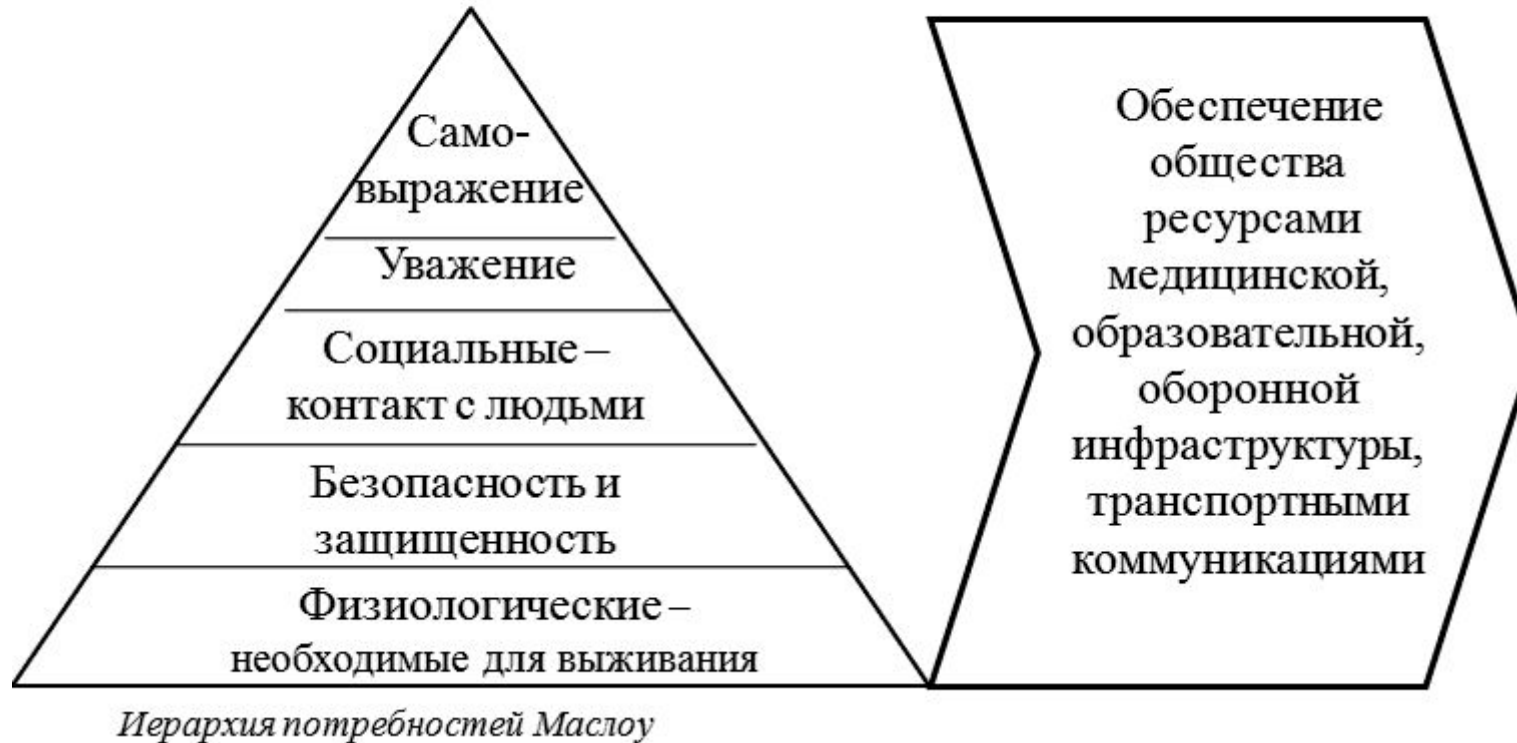 Само-
выражение
Уважение
Социальные –
контакт с людьми
Безопасность и
защищенность
Физиологические –
необходимые для выживания
Иерархия потребностей Маслоу
Обеспечение
общества
ресурсами
медицинской,
образовательной,
оборонной
инфраструктуры,
транспортными
коммуникациями